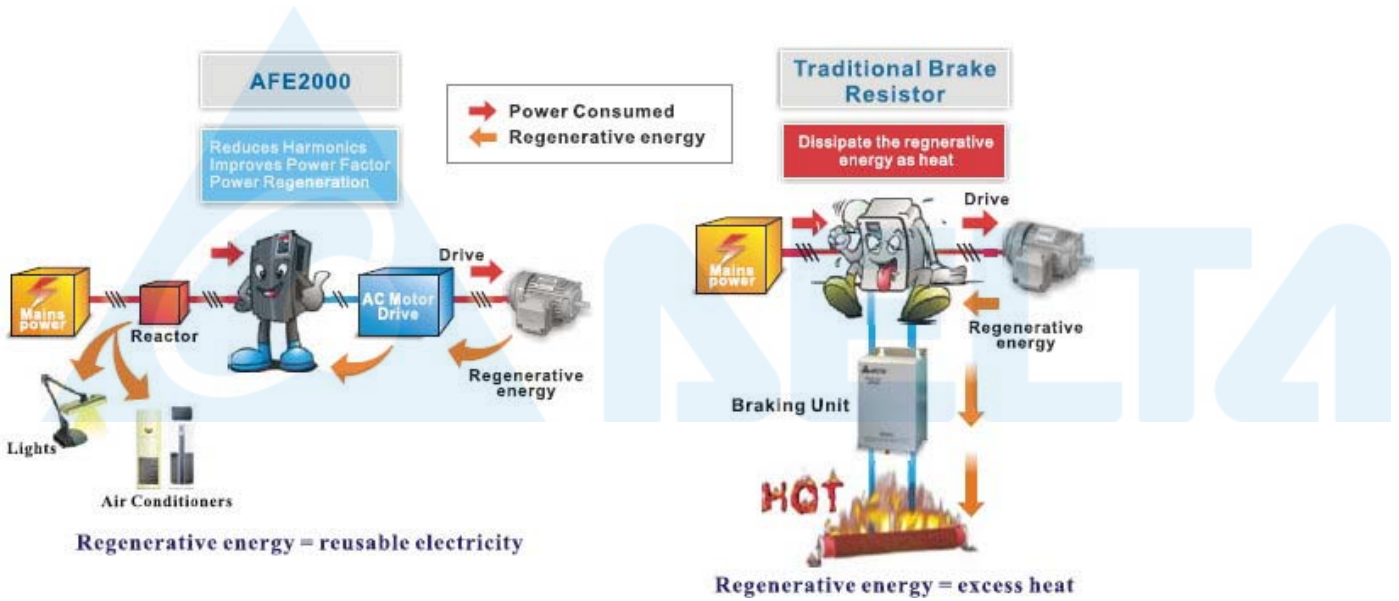 AFE2000
Reduces Harmonics
Improves Power Factor
Power Regeneration
Power Consumed
Regenerative energy
Traditional Brake
Resistor
Dissipate the regnerative
energy as heat
Mains
power
Reactor
AC Motor
Drive
Drive
Regenerative
energy
Lights
Air Conditioners
Regenerative energy = reusable electricity
Mains
power
Drive
Regenerative
energy
Braking Unit
HOT
Regenerative energy = excess heat
DELTA